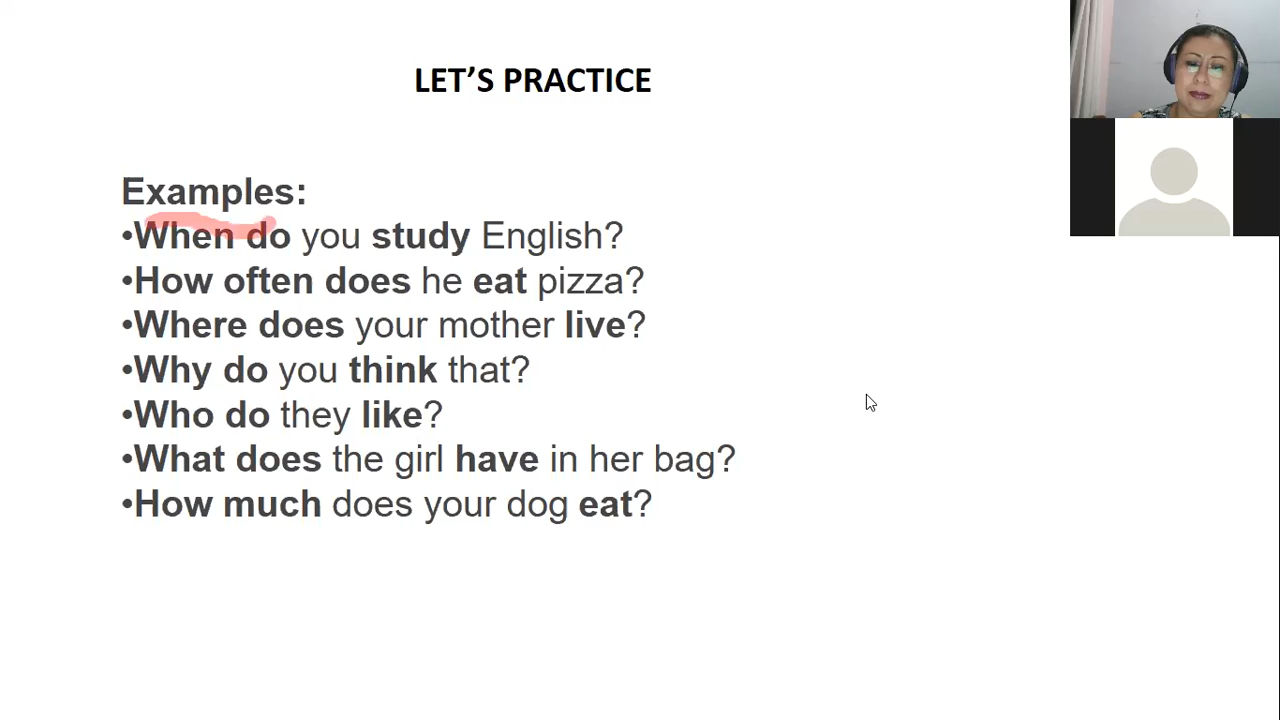 LET'S PRACTICE
Examples:
•When do you study English?
•How often does he eat pizza?
•Where does your mother live?
•Why do you think that?
•Who do they like?
•What does the girl have in her bag?
•How much does your dog eat?